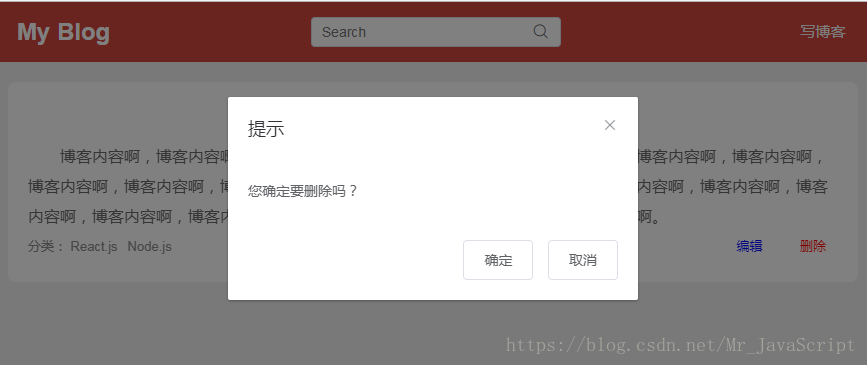 My Blog
Search
写博客
提示
博客内容啊，博客内容啊
博客内容啊，博客内容啊，
博客内容啊，博客内容啊，
博客内容啊，博客内容啊，
博客内容啊，博客内容啊，
啊。
您确定要删除吗？
分类： React.js Node.js
编辑
删除
确定
取消
https://blog.csdn.net/Mr_JavaScript